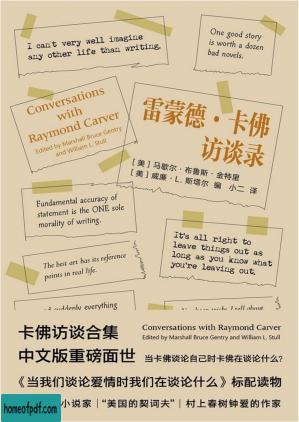 I can't very well imagine
any other life than writing.
One good story
is worth a dozen
bad novels.
Conversations
with
Raymond Carver
Edited by Marshall Bruce Gentry
and William L. Stull
雷蒙德·卡佛
访谈录
[美]马歇尔·布鲁斯·金特里
[美]威廉·L.斯塔尔 编 小二 译
Fundamental accuracy of
statement is the ONE sole
morality of writing.
It's all right to
leave things out as
long as you know what
you're leaving out.
The best art has its reference
points in real life.
suddenly everything
卡佛访谈合集
中文版重磅面世
Conversations with Raymond Carver
Edited by Marshall Bruce Gentry and William L. Stull
当卡佛谈论自己时卡佛在谈论什么?
《当我们谈论爱情时我们在谈论什么》标配读物
小说家|“美国的契诃夫”|村上春树钟爱的作家
homeofpdf.com